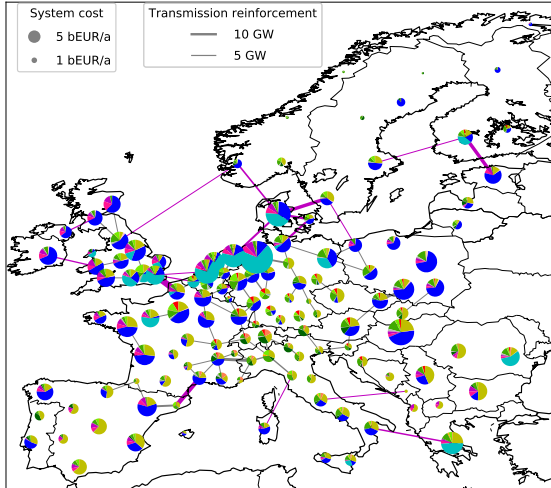 System cost
5 bEUR/a
1 bEUR/a
Transmission reinforcement
10 GW
5 GW